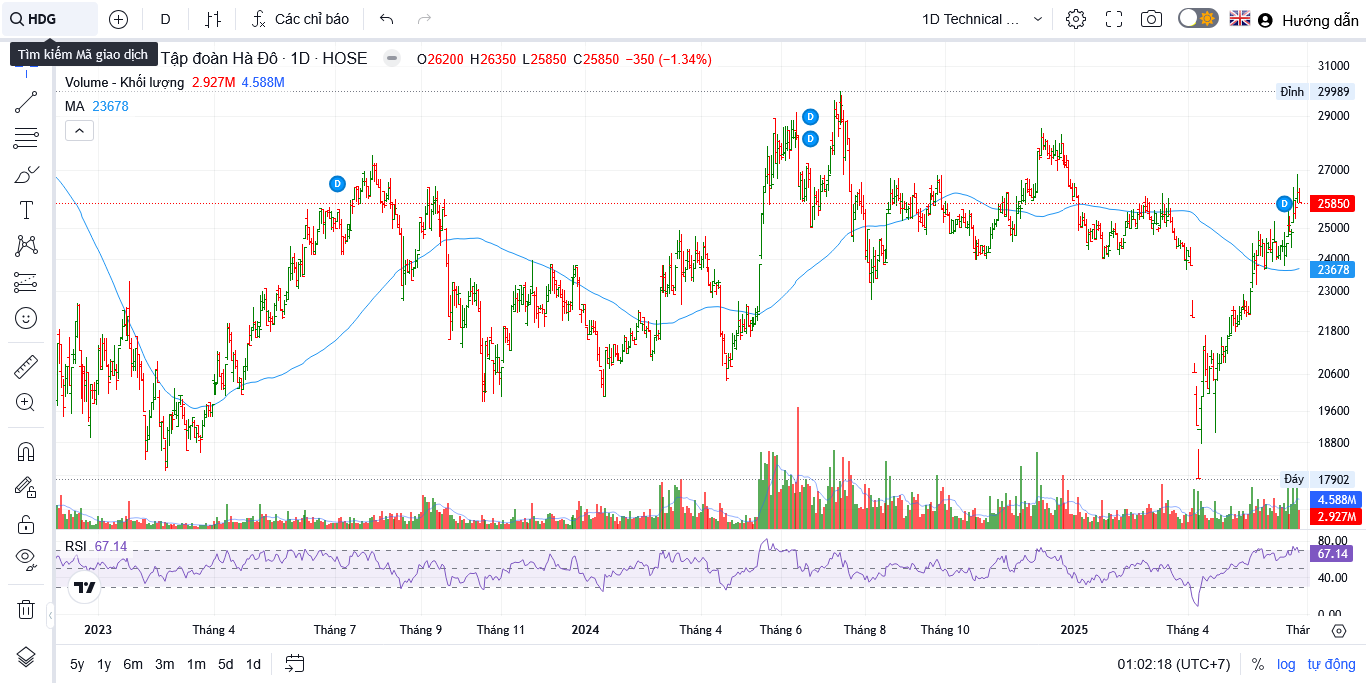 HDG
D
Các chỉ báo
1D Technical ...
Hướng dẫn
Tìm kiếm Mã giao dịch
Tập đoàn Hà Đô · 1D · HOSE
O26200 H26350 L25850 C25850 −350 (−1.34%)
Volume - Khối lượng 2.927M 4.588M
MA 23678
31000
Đỉnh 29989
29000
D
D
27000
D
D
25850
25000
24000
23678
23000
21800
20600
19600
18800
Đáy 17902
4.588M
2.927M
RSI 67.14
80.00
67.14
40.00
0.00
2023 Tháng 4 Tháng 7 Tháng 9 Tháng 11 2024 Tháng 4 Tháng 6 Tháng 8 Tháng 10 2025 Tháng 4 Thár
5y 1y 6m 3m 1m 5d 1d
01:02:18 (UTC+7) % log tự động